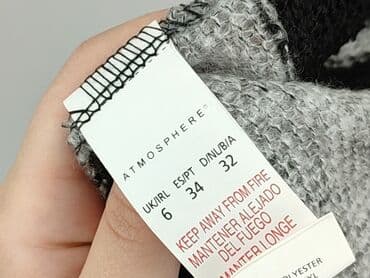 ATMOSPHERE®
UK/IRL ES/PT D/NL/B/A
6 34 32
KEEP AWAY FROM FIRE
MANTENER ALEJADO
DEL FUEGO